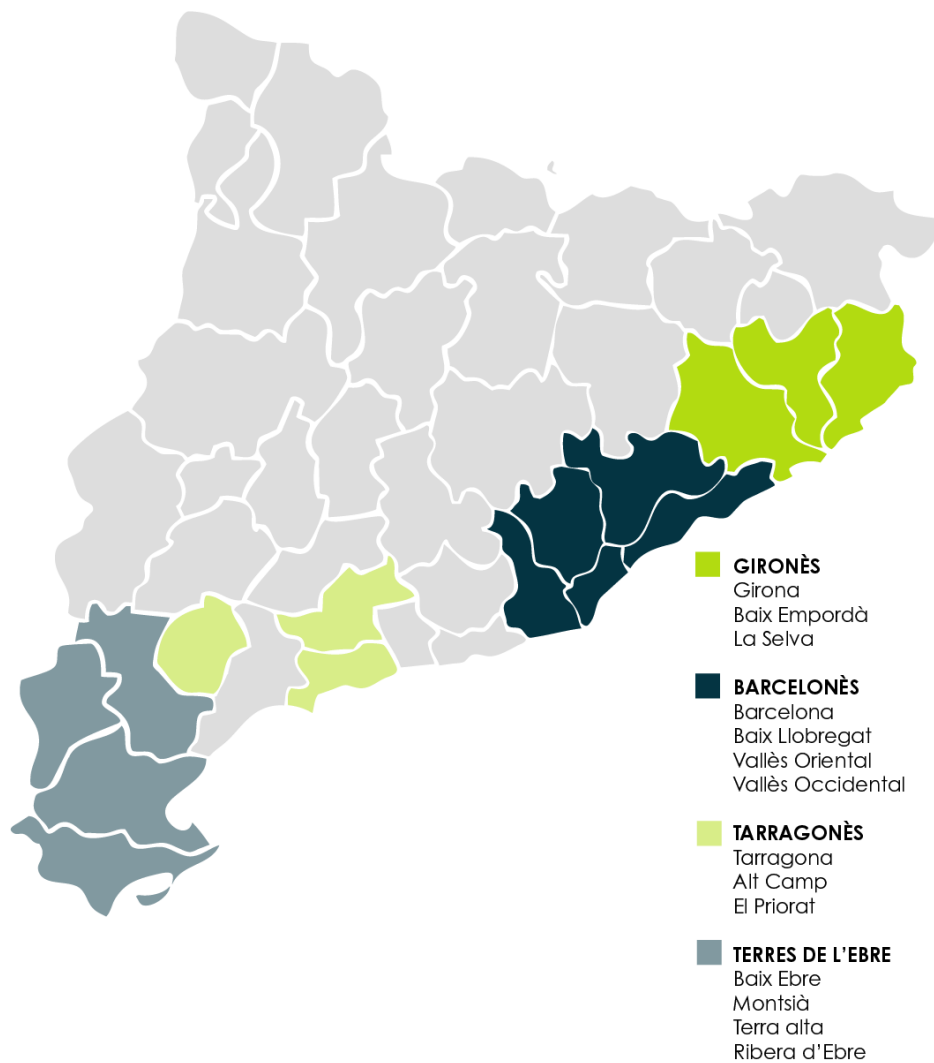 GIRONÈS
Girona
Baix Empordà
La Selva
BARCELONÈS
Barcelona
Baix Llobregat
Vallès Oriental
Vallès Occidental
TARRAGONÈS
Tarragona
Alt Camp
El Priorat
TERRES DE L'EBRE
Baix Ebre
Montsià
Terra alta
Ribera d'Ebre